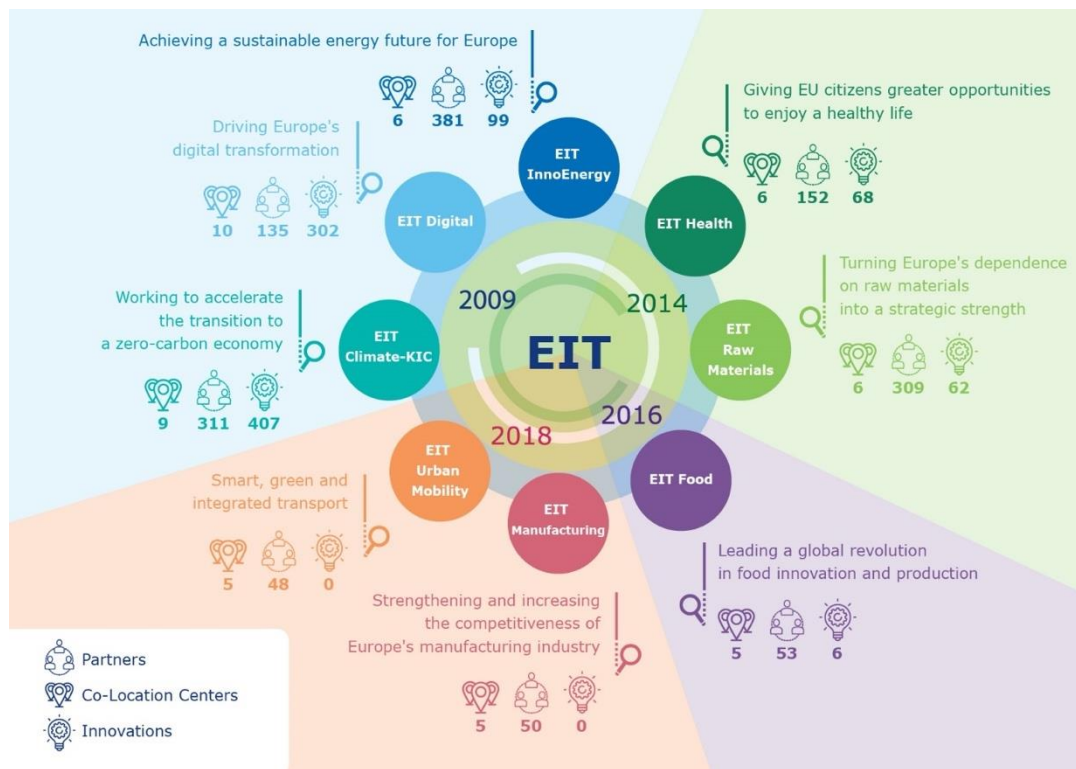 Achieving a sustainable energy future for Europe
6 381 99
EIT
InnoEnergy
Giving EU citizens greater opportunities
to enjoy a healthy life
6 152 68
EIT Health
Driving Europe's
digital transformation
10 135 302
EIT Digital
Turning Europe's dependence
on raw materials
into a strategic strength
6 309 62
EIT
Raw
Materials
Working to accelerate
the transition to
a zero-carbon economy
9 311 407
EIT
Climate-KIC
2009
2014
EIT
2016
2018
EIT
Urban
Mobility
Smart, green and
integrated transport
5 48 0
EIT
Manufacturing
Strengthening and increasing
the competitiveness of
Europe's manufacturing industry
5 50 0
EIT Food
Leading a global revolution
in food innovation and production
5 53 6
Partners
Co-Location Centers
Innovations